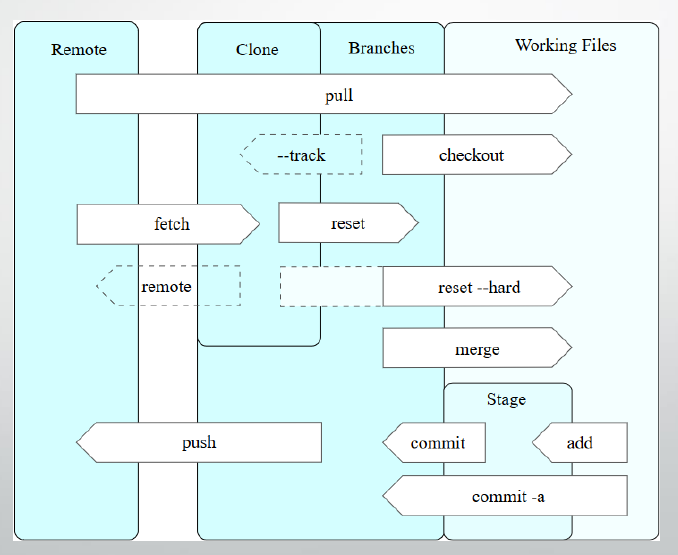 Remote
Clone
Branches
Working Files
pull
--track
checkout
fetch
reset
remote
reset --hard
merge
Stage
push
commit
add
commit -a